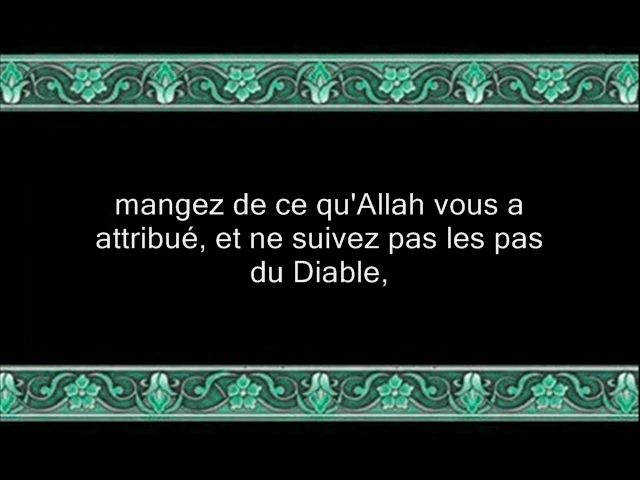 mangez de ce qu'Allah vous a
attribué, et ne suivez pas les pas
du Diable,